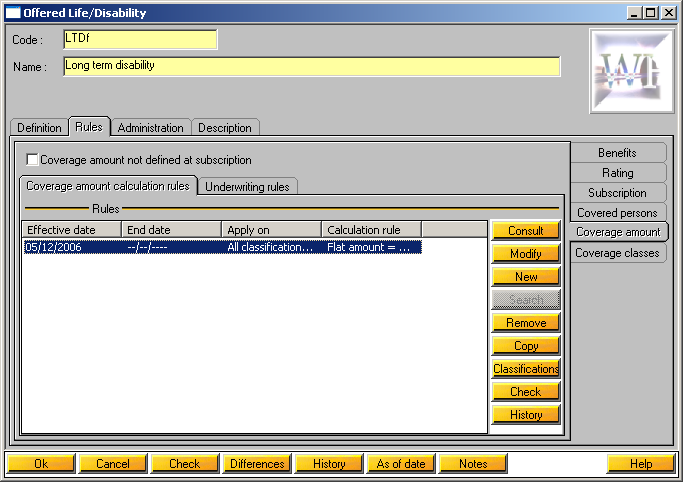 Offered Life/Disability
Code : LTDf
Name : Long term disability
WI
Definition Rules Administration Description
Coverage amount not defined at subscription
Coverage amount calculation rules Underwriting rules
Rules
Effective date End date Apply on Calculation rule
05/12/2006 --/--/---- All classification... Flat amount = ...
Consult
Modify
New
Search
Remove
Copy
Classifications
Check
History
Benefits
Rating
Subscription
Covered persons
Coverage amount
Coverage classes
Ok Cancel Check Differences History As of date Notes Help